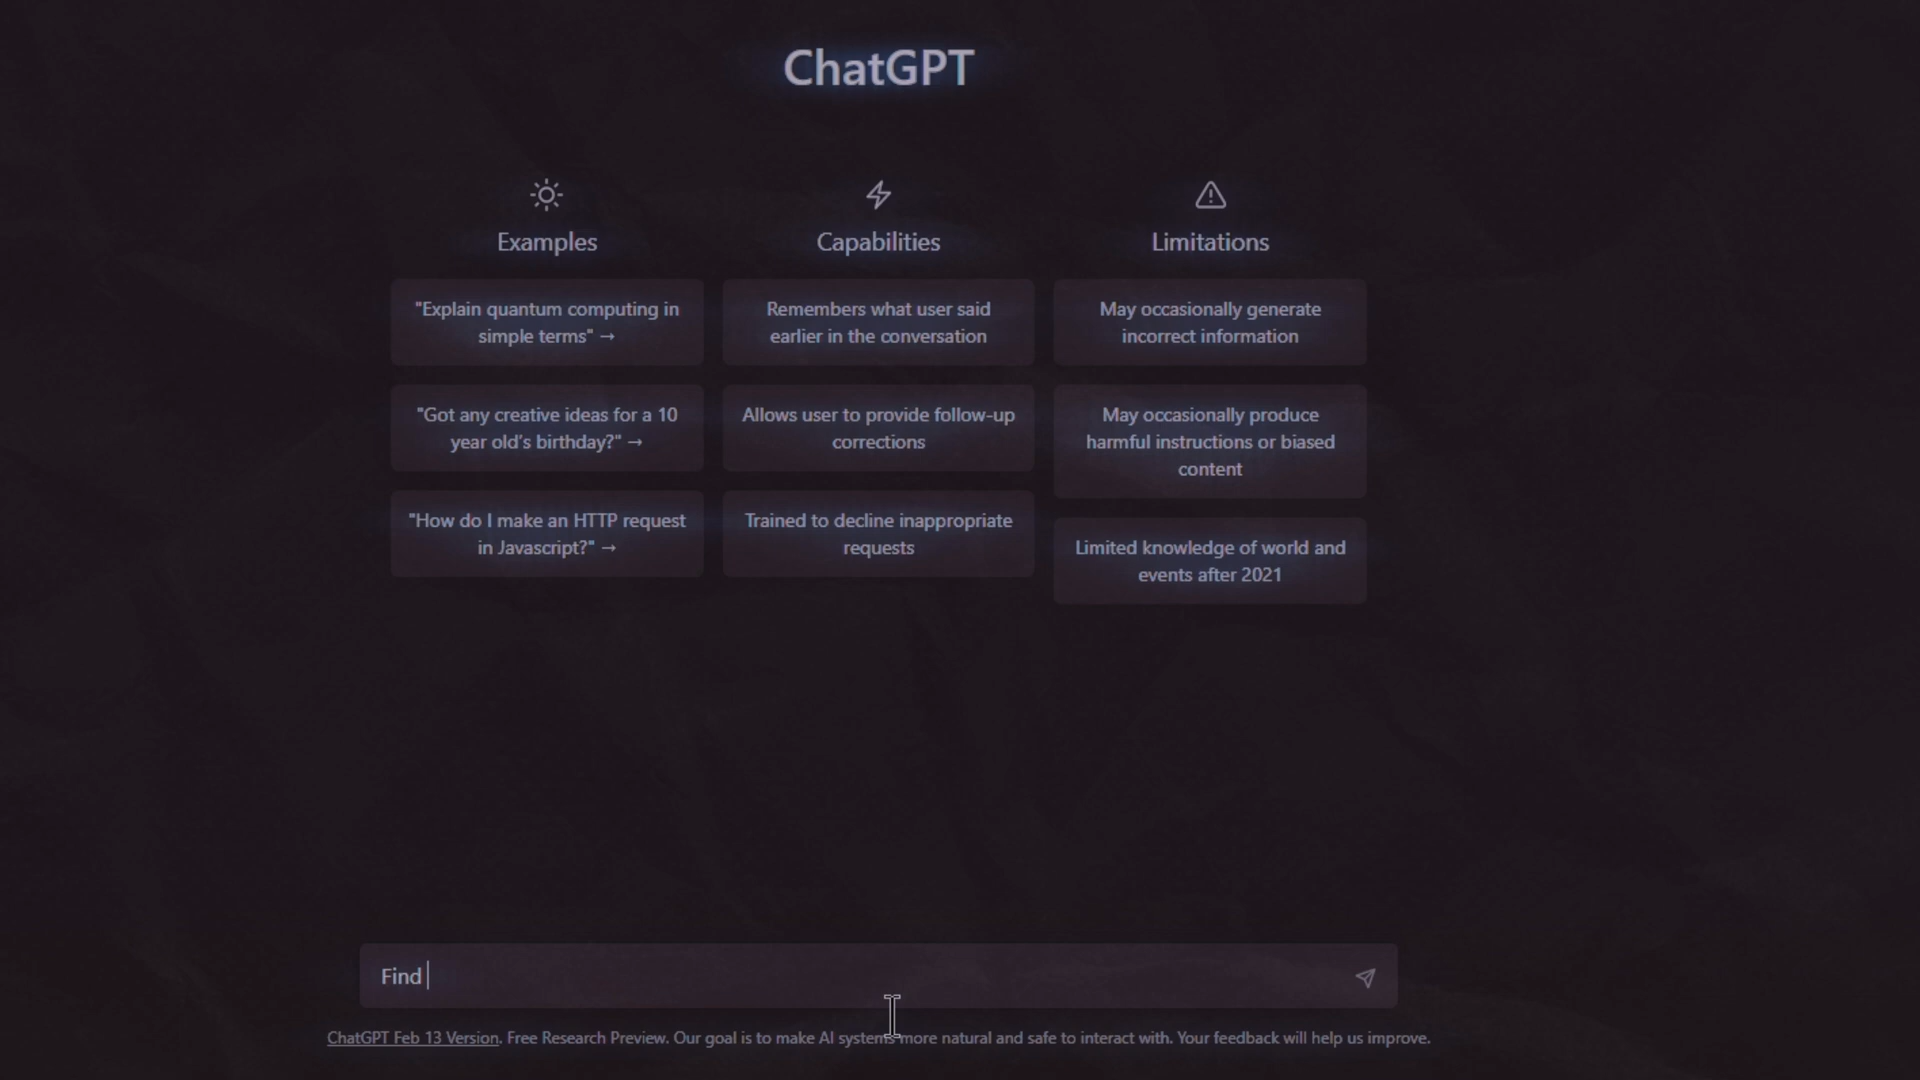 ChatGPT
Examples
"Explain quantum computing in
simple terms" →
"Got any creative ideas for a 10
year old's birthday?" →
"How do I make an HTTP request
in Javascript?" →
Capabilities
Remembers what user said
earlier in the conversation
Allows user to provide follow-up
corrections
Trained to decline inappropriate
requests
Limitations
May occasionally generate
incorrect information
May occasionally produce
harmful instructions or biased
content
Limited knowledge of world and
events after 2021
Find
ChatGPT Feb 13 Version. Free Research Preview. Our goal is to make AI systems more natural and safe to interact with. Your feedback will help us improve.